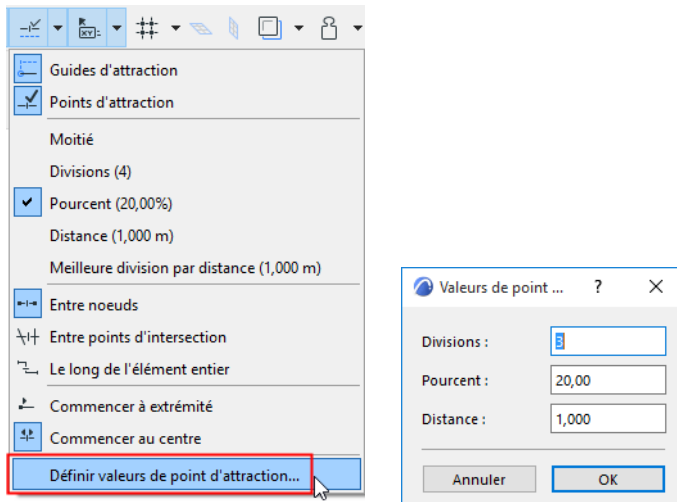 XY:
Guides d'attraction
Points d'attraction
Moitié
Divisions (4)
Pourcent (20,00%)
Distance (1,000 m)
Meilleure division par distance (1,000 m)
Entre noeuds
Entre points d'intersection
Le long de l'élément entier
Commencer à extrémité
Commencer au centre
Définir valeurs de point d'attraction...
Valeurs de point ... ?
Divisions : 3
Pourcent : 20,00
Distance : 1,000
Annuler OK